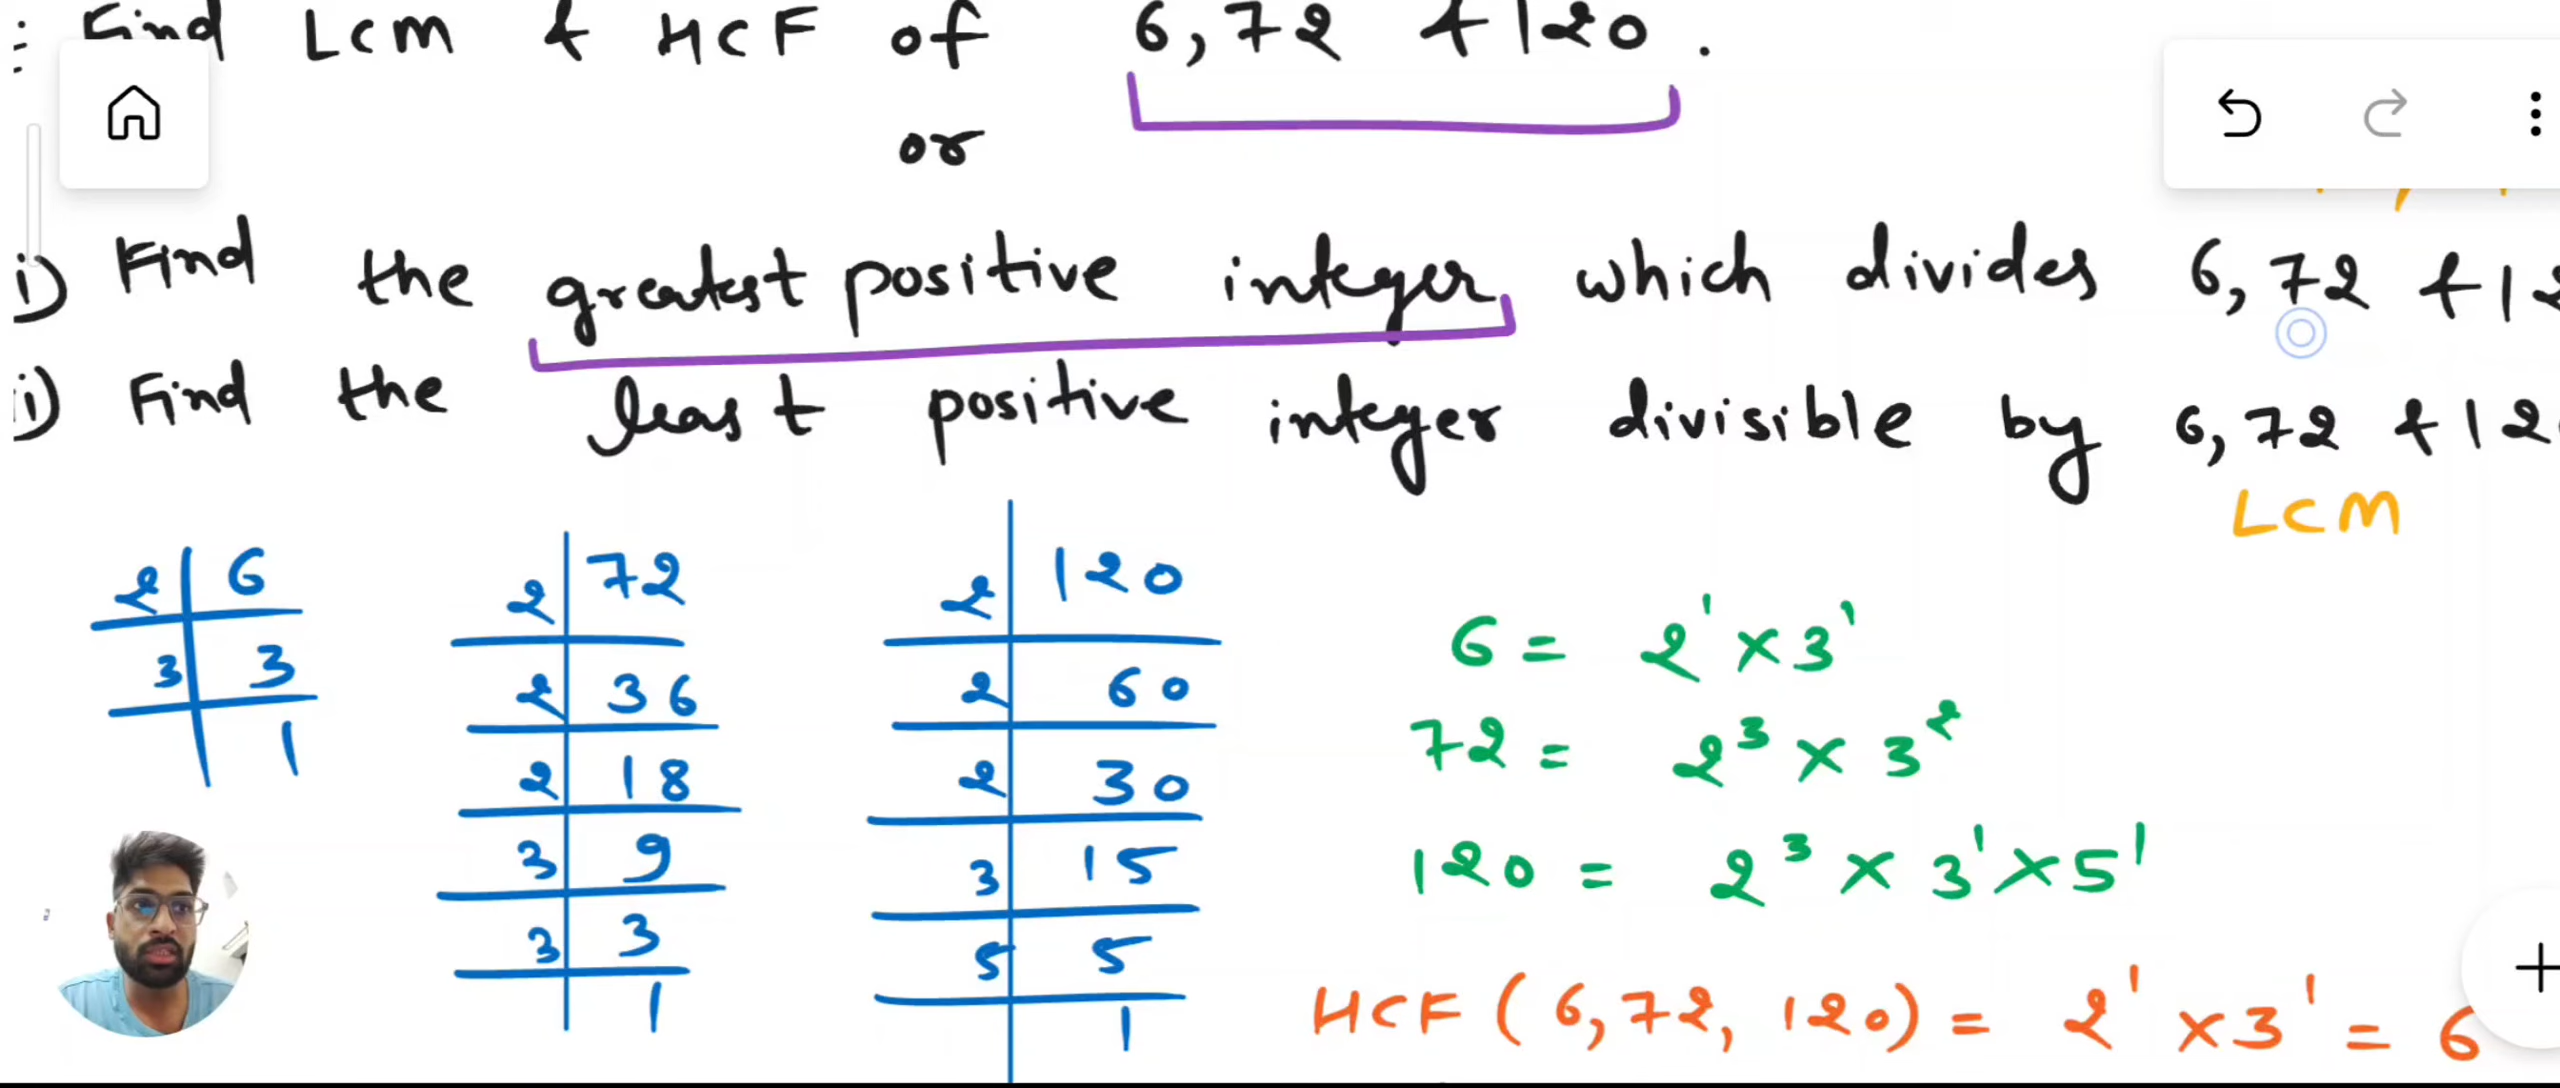 : Find LCM & HCF of 6,72 & 120.
or
i) Find the greatest positive integer which divides 6,72 & 12
i) Find the least positive integer divisible by 6,72 & 12
LCM
2 | 6
3 | 3
1
2 | 72
2 | 36
2 | 18
3 | 9
3 | 3
1
2 | 120
2 | 60
2 | 30
3 | 15
5 | 5
1
6 = 2¹ × 3¹
72 = 2³ × 3²
120 = 2³ × 3¹ × 5¹
HCF (6,72, 120) = 2¹ × 3¹ = 6